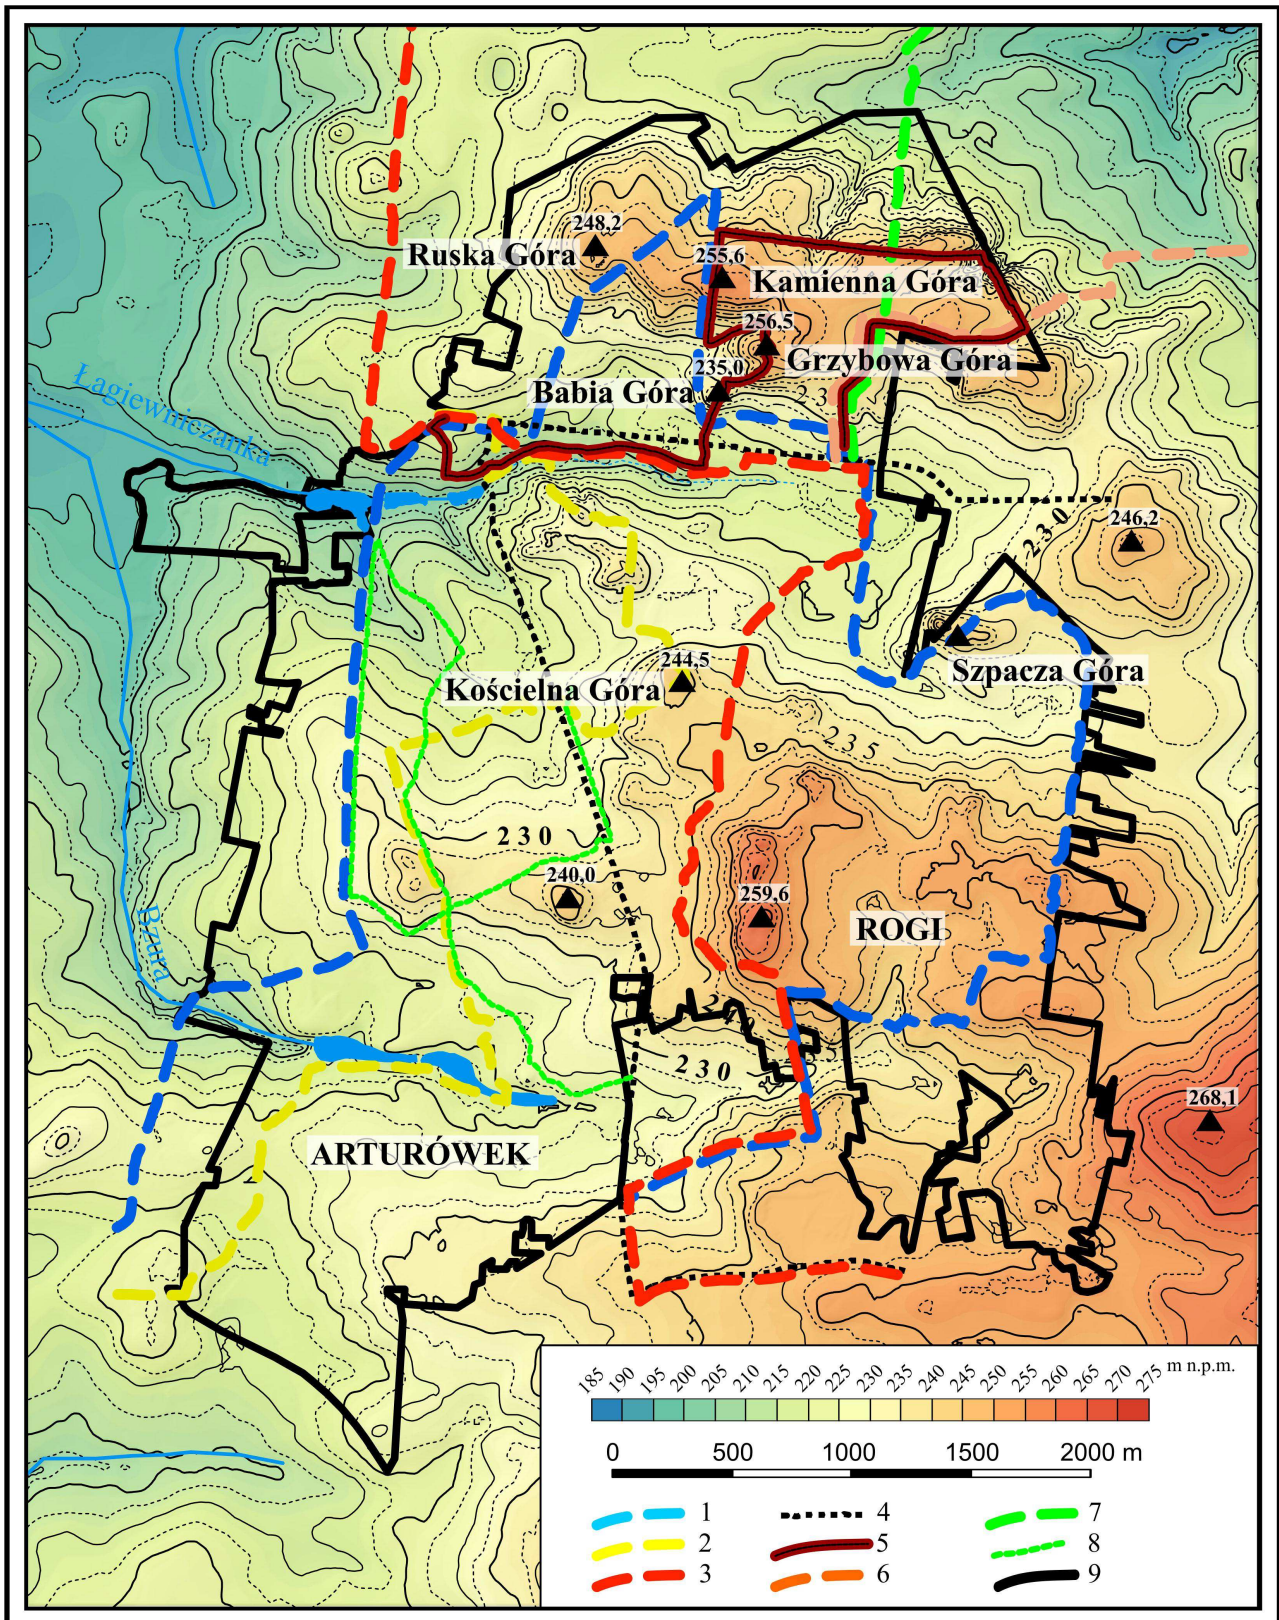 248,2
Ruska Góra
255,6
Kamienna Góra
256,5
Grzybowa Góra
235,0
Babia Góra
Łagiewniczanka
230
246,2
244,5
Kościelna Góra
Szpacza Góra
235
230
240,0
259,6
ROGI
Bzura
230
268,1
ARTURÓWEK
185 190 195 200 205 210 215 220 225 230 235 240 245 250 255 260 265 270 275 m n.p.m.
0 500 1000 1500 2000 m
1 4 7
2 5 8
3 6 9